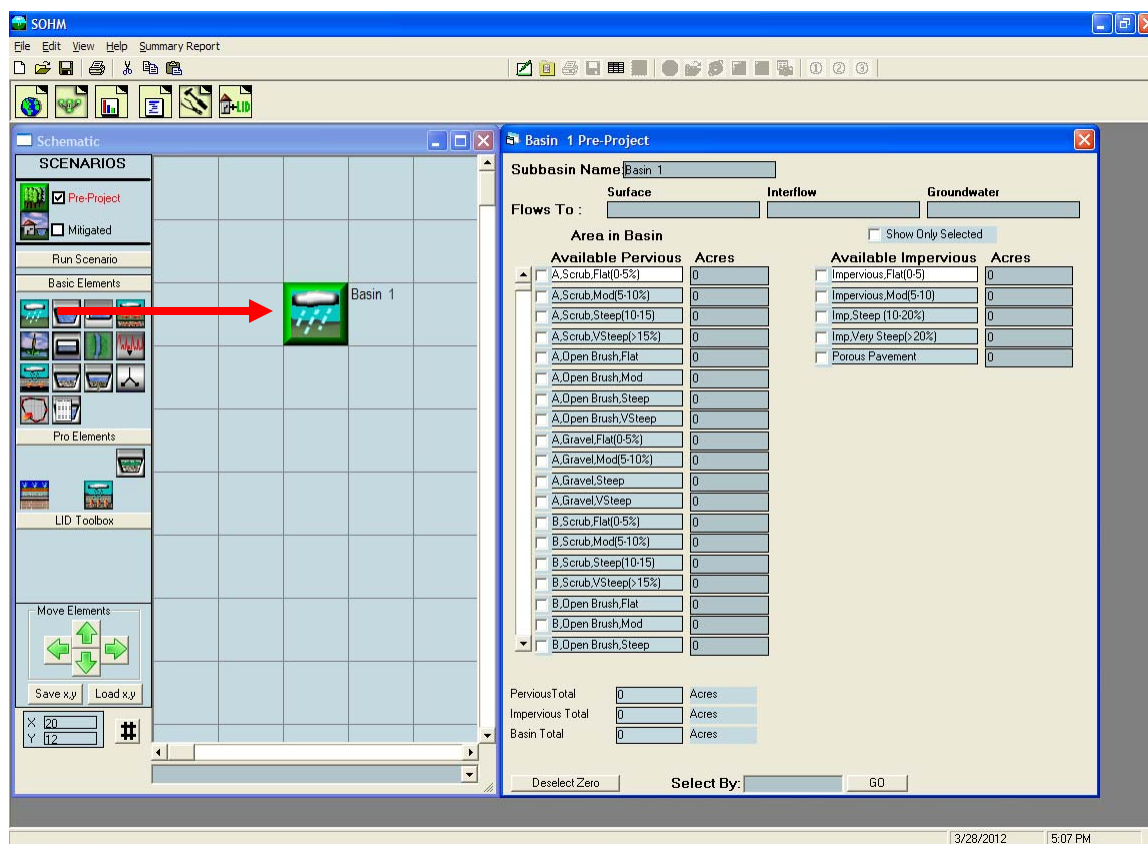 SOHM
File Edit View Help Summary Report
Schematic
SCENARIOS
Pre-Project
Mitigated
Run Scenario
Basic Elements
Pro Elements
LID Toolbox
Move Elements
Save x,y Load x,y
X 20
Y 12
Basin 1
+LID
Basin 1 Pre-Project
Subbasin Name: Basin 1
Surface Interflow Groundwater
Flows To :
Area in Basin Show Only Selected
Available Pervious Acres Available Impervious Acres
A,Scrub,Flat(0-5%) 0 Impervious,Flat(0-5) 0
A,Scrub,Mod(5-10%) 0 Impervious,Mod(5-10) 0
A,Scrub,Steep(10-15) 0 Imp,Steep (10-20%) 0
A,Scrub,VSteep(>15%) 0 Imp,Very Steep(>20%) 0
A,Open Brush,Flat 0 Porous Pavement 0
A,Open Brush,Mod 0
A,Open Brush,Steep 0
A,Open Brush,VSteep 0
A,Gravel,Flat(0-5%) 0
A,Gravel,Mod(5-10%) 0
A,Gravel,Steep 0
A,Gravel,VSteep 0
B,Scrub,Flat(0-5%) 0
B,Scrub,Mod(5-10%) 0
B,Scrub,Steep(10-15) 0
B,Scrub,VSteep(>15%) 0
B,Open Brush,Flat 0
B,Open Brush,Mod 0
B,Open Brush,Steep 0
PerviousTotal 0 Acres
Impervious Total 0 Acres
Basin Total 0 Acres
Deselect Zero Select By: GO
3/28/2012 5:07 PM